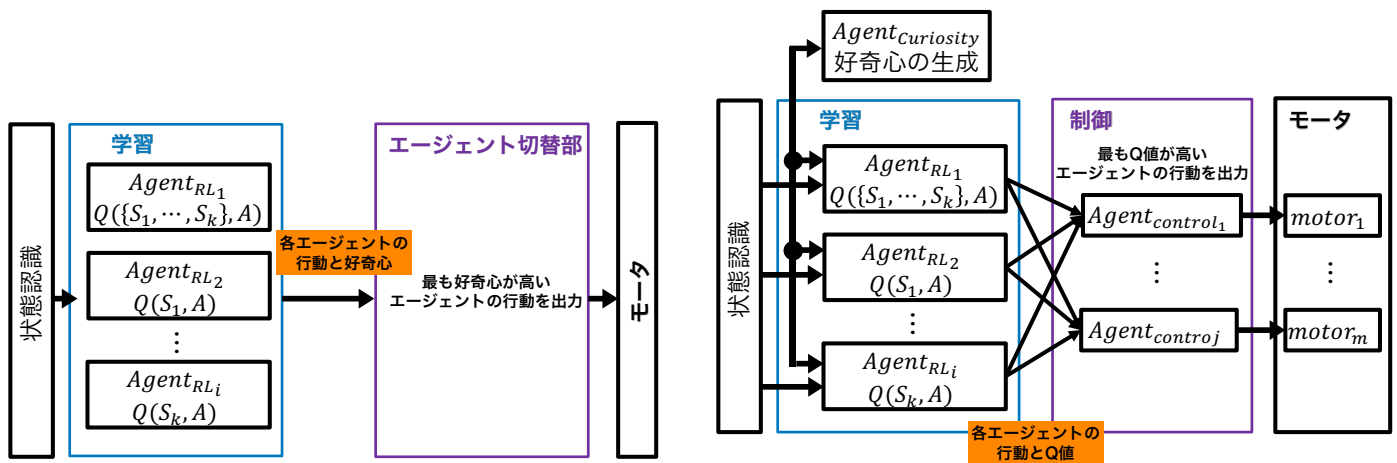 状態認識
学習
Agent_{RL_1}
Q({S_1, ⋯, S_k}, A)
Agent_{RL_2}
Q(S_1, A)
⋮
Agent_{RL_i}
Q(S_k, A)
各エージェントの
行動と好奇心
エージェント切替部
最も好奇心が高い
エージェントの行動を出力
モータ
Agent_{Curiosity}
好奇心の生成
状態認識
学習
Agent_{RL_1}
Q({S_1, ⋯, S_k}, A)
Agent_{RL_2}
Q(S_1, A)
⋮
Agent_{RL_i}
Q(S_k, A)
各エージェントの
行動とQ値
制御
最もQ値が高い
エージェントの行動を出力
Agent_{control_1}
⋮
Agent_{contro_j}
モータ
motor_1
⋮
motor_m